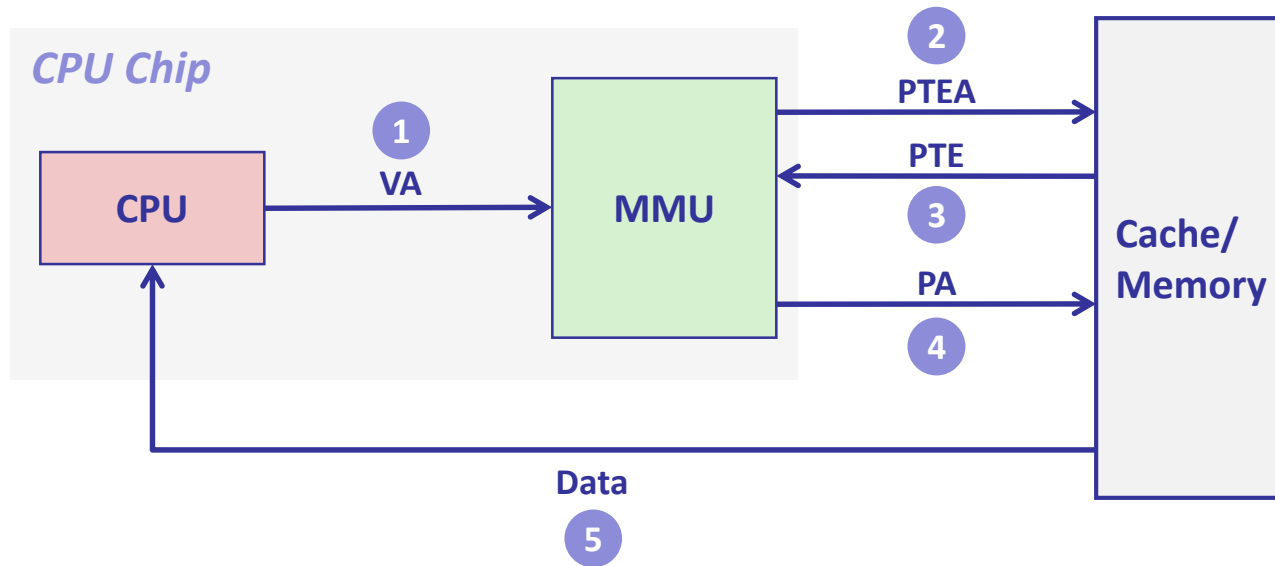 CPU Chip
2
PTEA
1
VA
PTE
CPU
MMU
3
Cache/
Memory
PA
4
Data
5